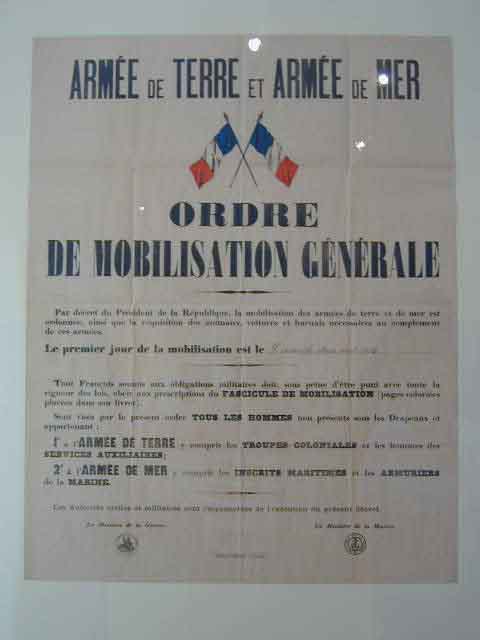 ARMÉE DE TERRE ET ARMÉE DE MER
ORDRE
DE MOBILISATION GÉNÉRALE
Par décret du Président de la République, la mobilisation des armées de terre et de mer est
ordonnée, ainsi que la réquisition des animaux, voitures et harnais nécessaires au complément
de ces armées.
Le premier jour de la mobilisation est le
Tout Français soumis aux obligations militaires doit, sous peine d'être puni avec toute la
rigueur des lois, obéir aux prescriptions du FASCICULE DE MOBILISATION (pages coloriées
placées dans son livret).
Sont visés par le présent ordre TOUS LES HOMMES non présents sous les Drapeaux et
appartenant :
1° à l'ARMÉE DE TERRE y compris les TROUPES COLONIALES et les hommes des
SERVICES AUXILIAIRES;
2° à l'ARMÉE DE MER y compris les INSCRITS MARITIMES et les ARMURIERS
de la MARINE.
Les Autorités civiles et militaires sont responsables de l'exécution du présent décret.
Le Ministre de la Guerre, Le Ministre de la Marine,